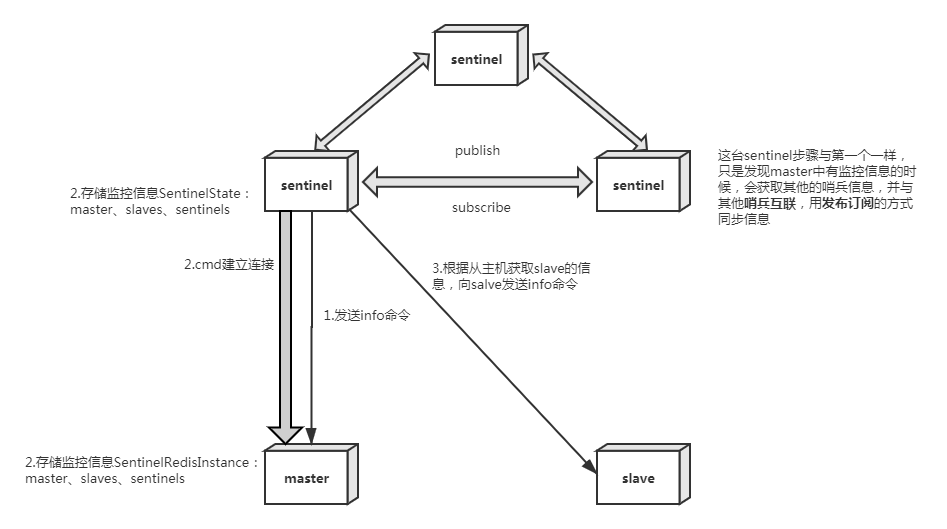 sentinel
publish
这台sentinel步骤与第一个一样，
只是发现master中有监控信息的时
候，会获取其他的哨兵信息，并与
其他哨兵互联，用发布订阅的方式
同步信息
sentinel
sentinel
2.存储监控信息SentinelState：
master、slaves、sentinels
subscribe
2.cmd建立连接
3.根据从主机获取slave的信
息，向salve发送info命令
1.发送info命令
2.存储监控信息SentinelRedisInstance：
master、slaves、sentinels
master
slave